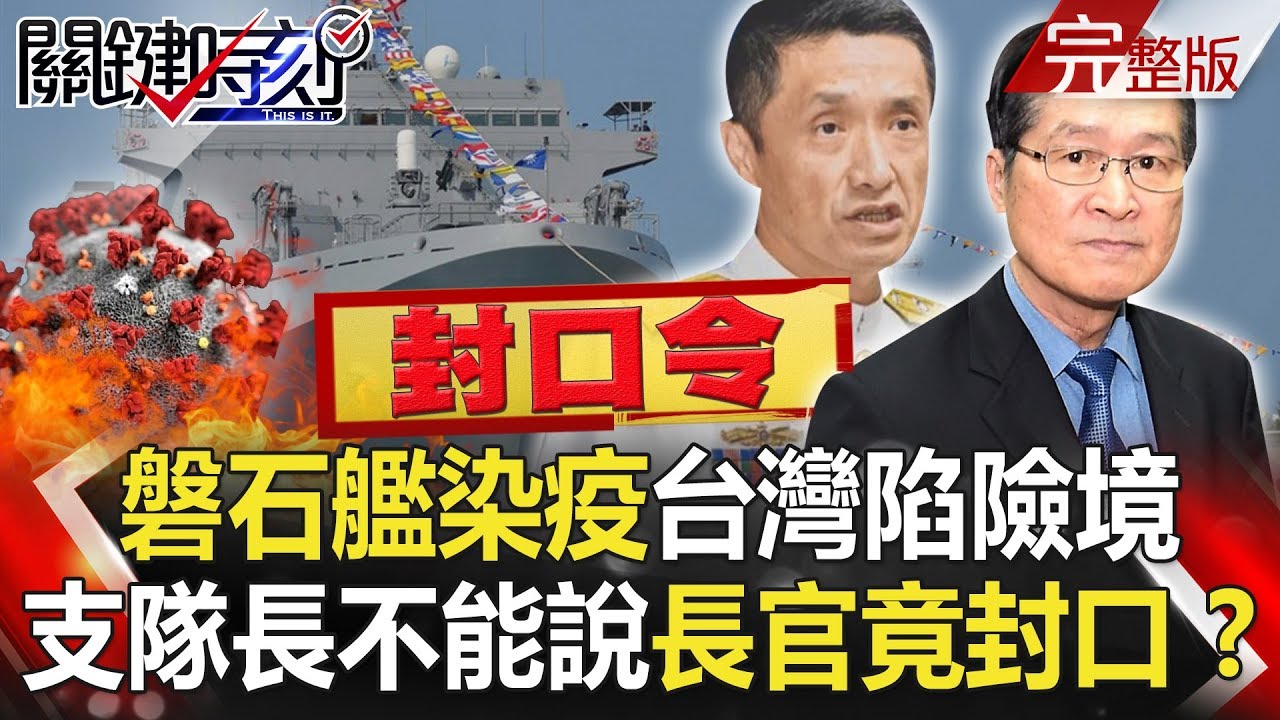 關鍵時刻
THIS IS IT.
完整版
封口令
磐石艦染疫台灣陷險境
支隊長不能說長官竟封口？